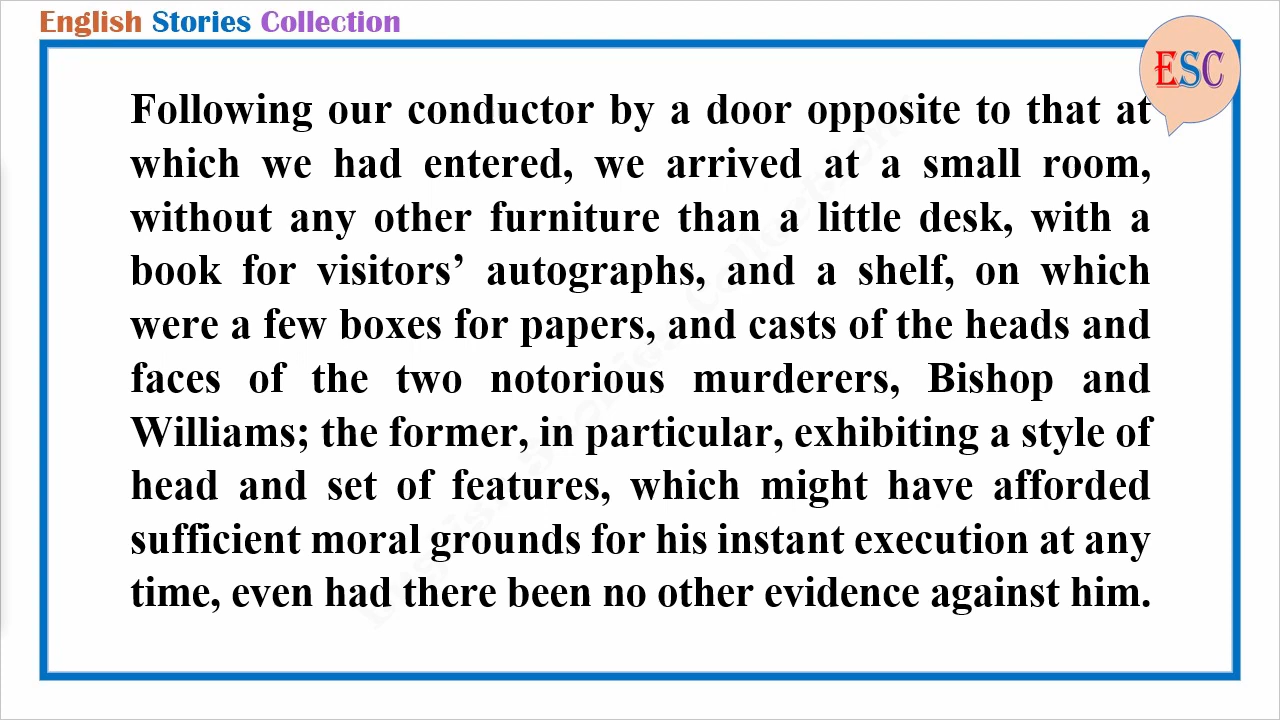 English Stories Collection
ESC
Following our conductor by a door opposite to that at
which we had entered, we arrived at a small room,
without any other furniture than a little desk, with a
book for visitors’ autographs, and a shelf, on which
were a few boxes for papers, and casts of the heads and
faces of the two notorious murderers, Bishop and
Williams; the former, in particular, exhibiting a style of
head and set of features, which might have afforded
sufficient moral grounds for his instant execution at any
time, even had there been no other evidence against him.